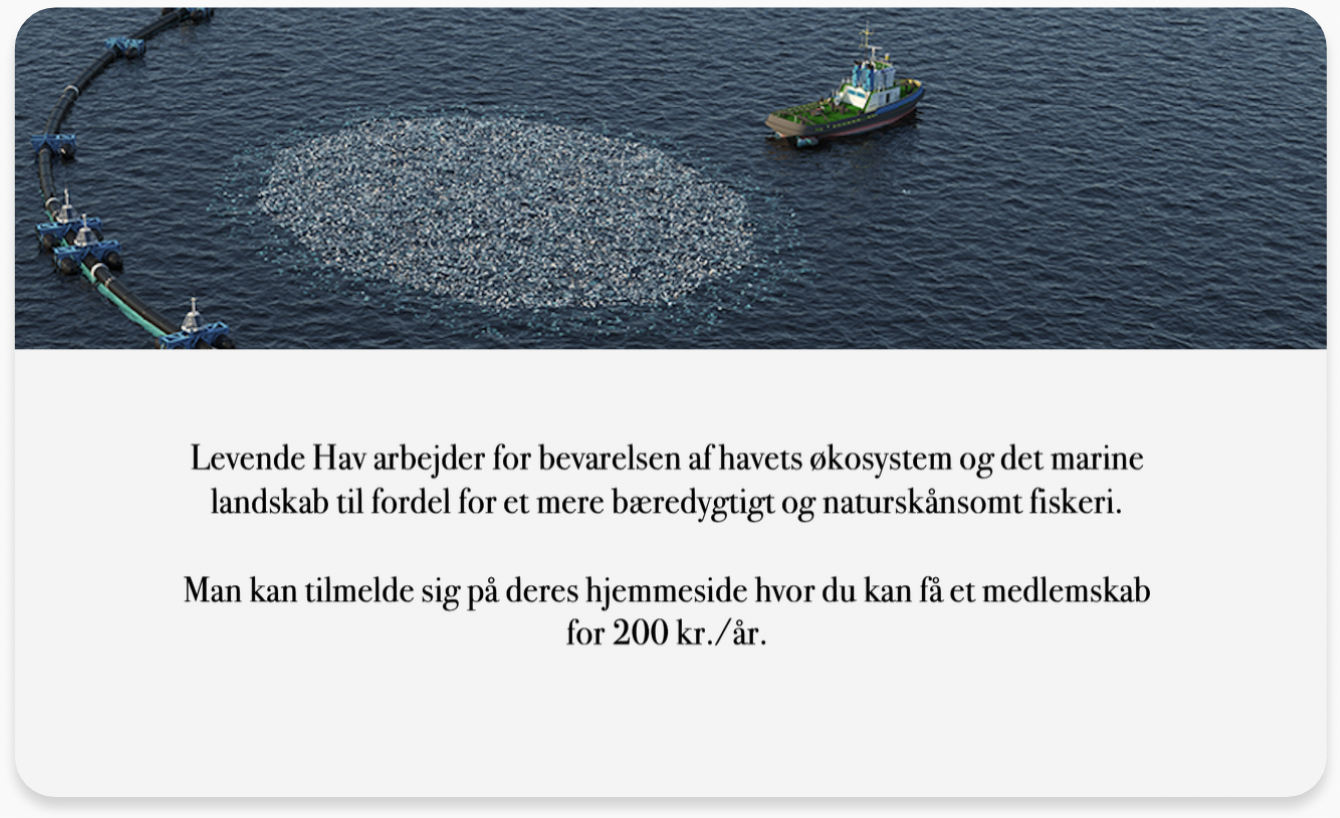 Levende Hav arbejder for bevarelsen af havets økosystem og det marine
landskab til fordel for et mere bæredygtigt og naturskånsomt fiskeri.
Man kan tilmelde sig på deres hjemmeside hvor du kan få et medlemskab
for 200 kr./år.